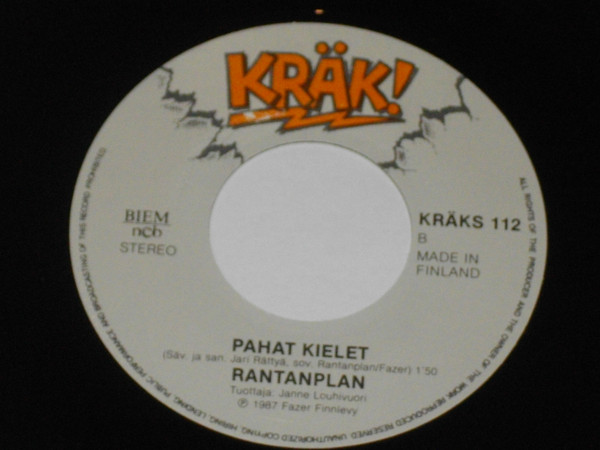 KRÄK!
BIEM
ncb
STEREO
KRÄKS 112
B
MADE IN
FINLAND
PAHAT KIELET
(Säv. ja san. Jari Rättyä, sov. Rantanplan/Fazer) 1'50
RANTANPLAN
Tuottaja: Janne Louhivuori
℗ 1987 Fazer Finnlevy
ALL RIGHTS OF THE PRODUCER AND THE OWNER OF THE WORK REPRODUCED RESERVED. UNAUTHORIZED COPYING, HIRING, LENDING, PUBLIC PERFORMANCE AND BROADCASTING OF THIS RECORD PROHIBITED